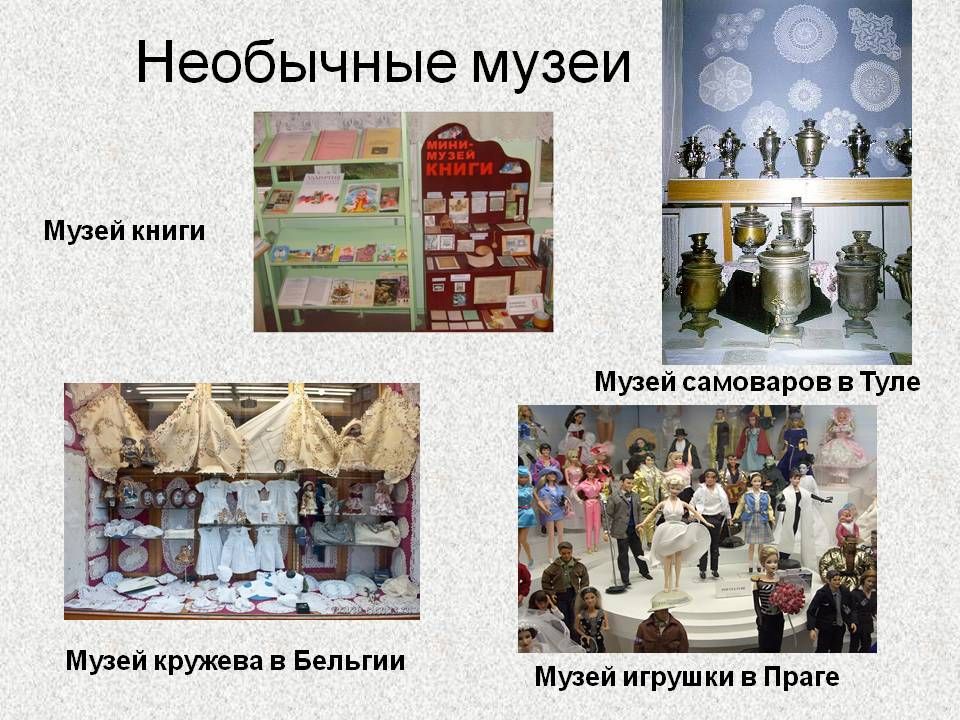 Необычные музеи
МИНИ-
МУЗЕЙ
КНИГИ
Музей книги
Музей самоваров в Туле
Музей кружева в Бельгии
Музей игрушки в Праге